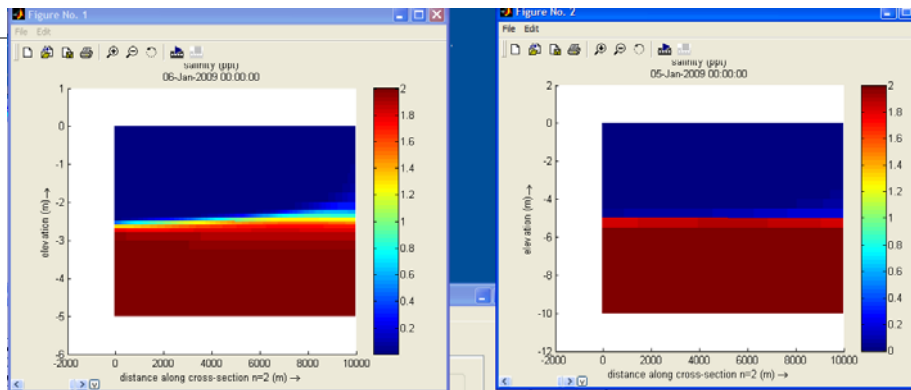 Figure No. 1
File Edit
salinity (ppt)
06-Jan-2009 00:00:00
1
0
-1
-2
-3
-4
-5
-6
elevation (m) →
-2000 0 2000 4000 6000 8000 10000
distance along cross-section n=2 (m) →
2
1.8
1.6
1.4
1.2
1
0.8
0.6
0.4
0.2
v
Figure No. 2
File Edit
salinity (ppt)
05-Jan-2009 00:00:00
2
0
-2
-4
-6
-8
-10
-12
elevation (m) →
-2000 0 2000 4000 6000 8000 10000
distance along cross-section n=2 (m) →
2
1.8
1.6
1.4
1.2
1
0.8
0.6
0.4
0.2
0
v